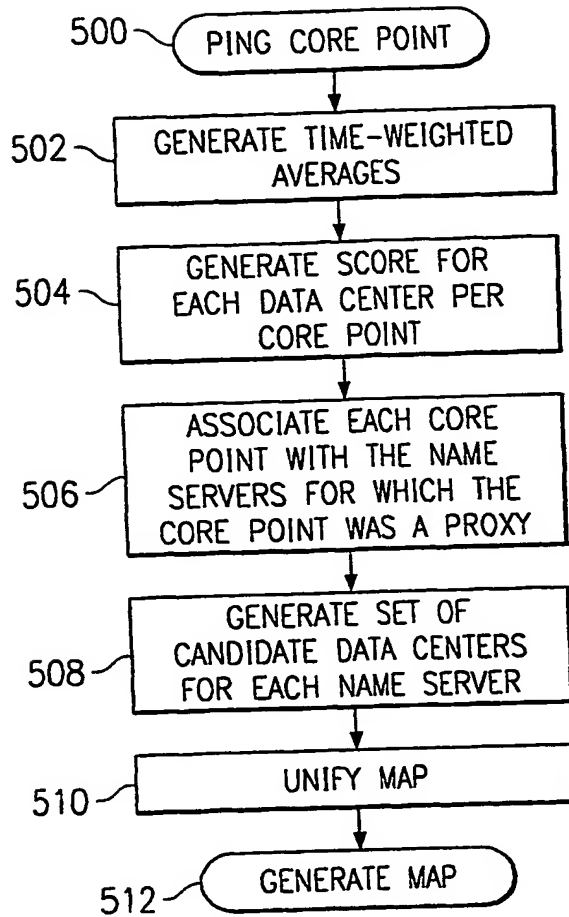 500
PING CORE POINT
502
GENERATE TIME-WEIGHTED
AVERAGES
504
GENERATE SCORE FOR
EACH DATA CENTER PER
CORE POINT
506
ASSOCIATE EACH CORE
POINT WITH THE NAME
SERVERS FOR WHICH THE
CORE POINT WAS A PROXY
508
GENERATE SET OF
CANDIDATE DATA CENTERS
FOR EACH NAME SERVER
510
UNIFY MAP
512
GENERATE MAP